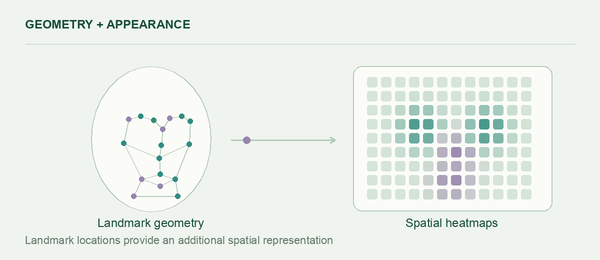 GEOMETRY + APPEARANCE
Landmark geometry
Spatial heatmaps
Landmark locations provide an additional spatial representation